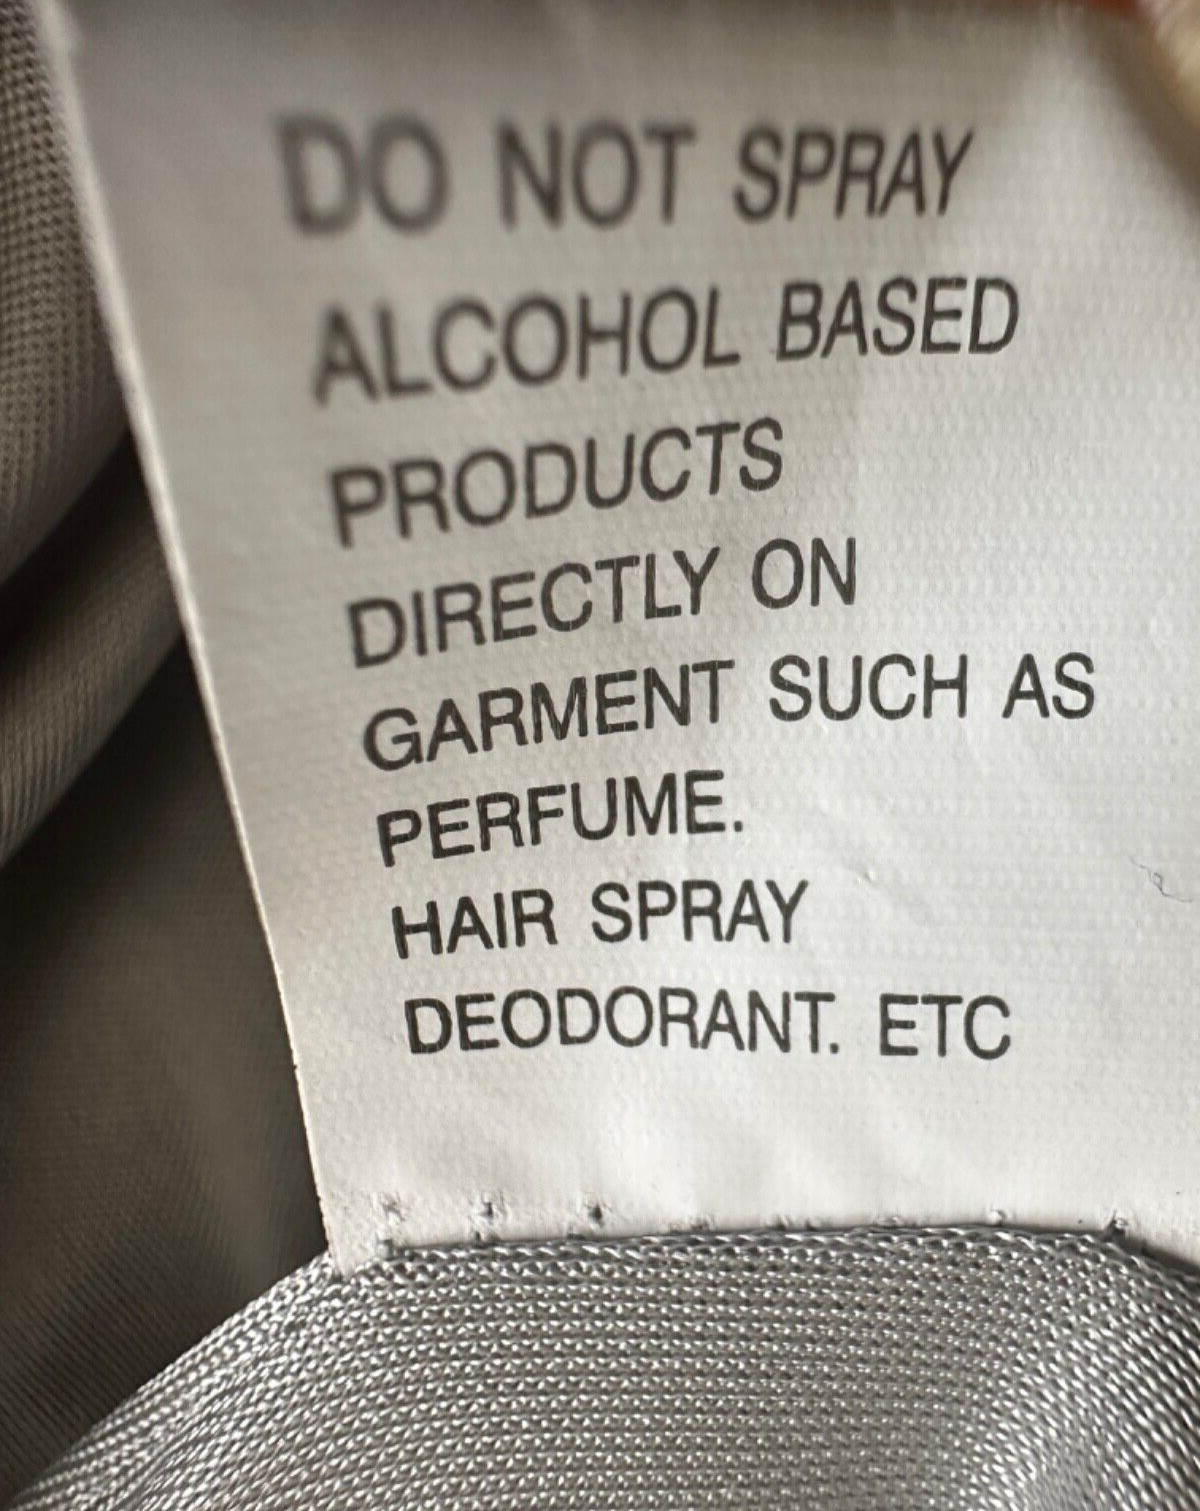 DO NOT SPRAY
ALCOHOL BASED
PRODUCTS
DIRECTLY ON
GARMENT SUCH AS
PERFUME.
HAIR SPRAY
DEODORANT. ETC